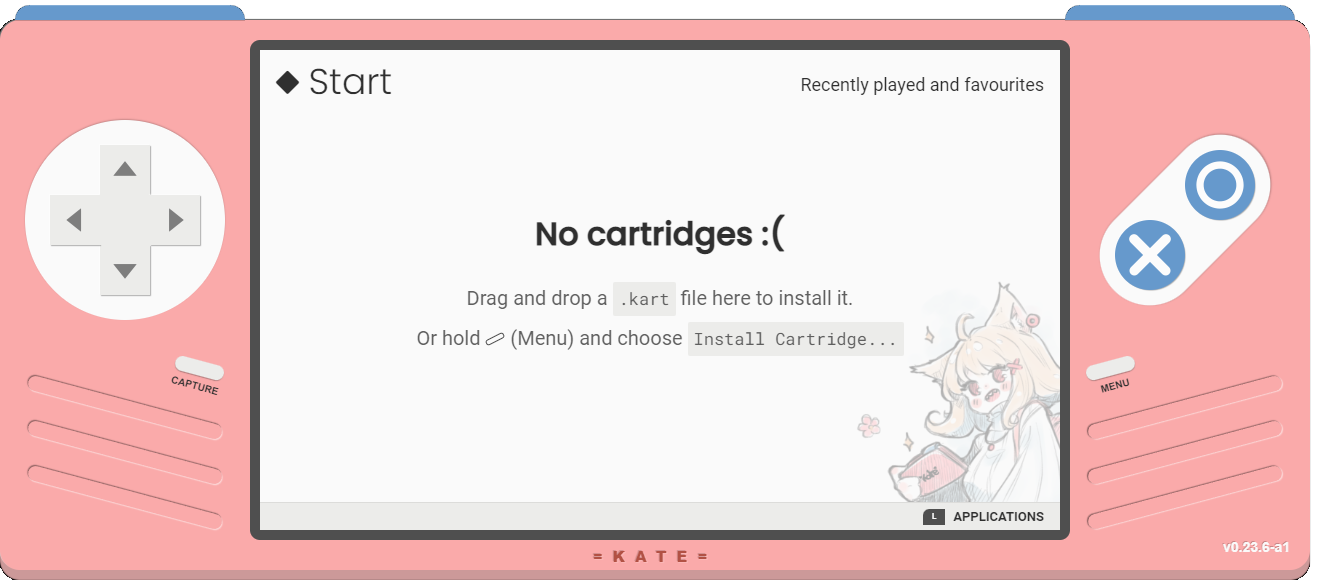 Start
Recently played and favourites
No cartridges :(
Drag and drop a .kart file here to install it.
Or hold (Menu) and choose Install Cartridge...
L APPLICATIONS
CAPTURE
MENU
= K A T E =
v0.23.6-a1